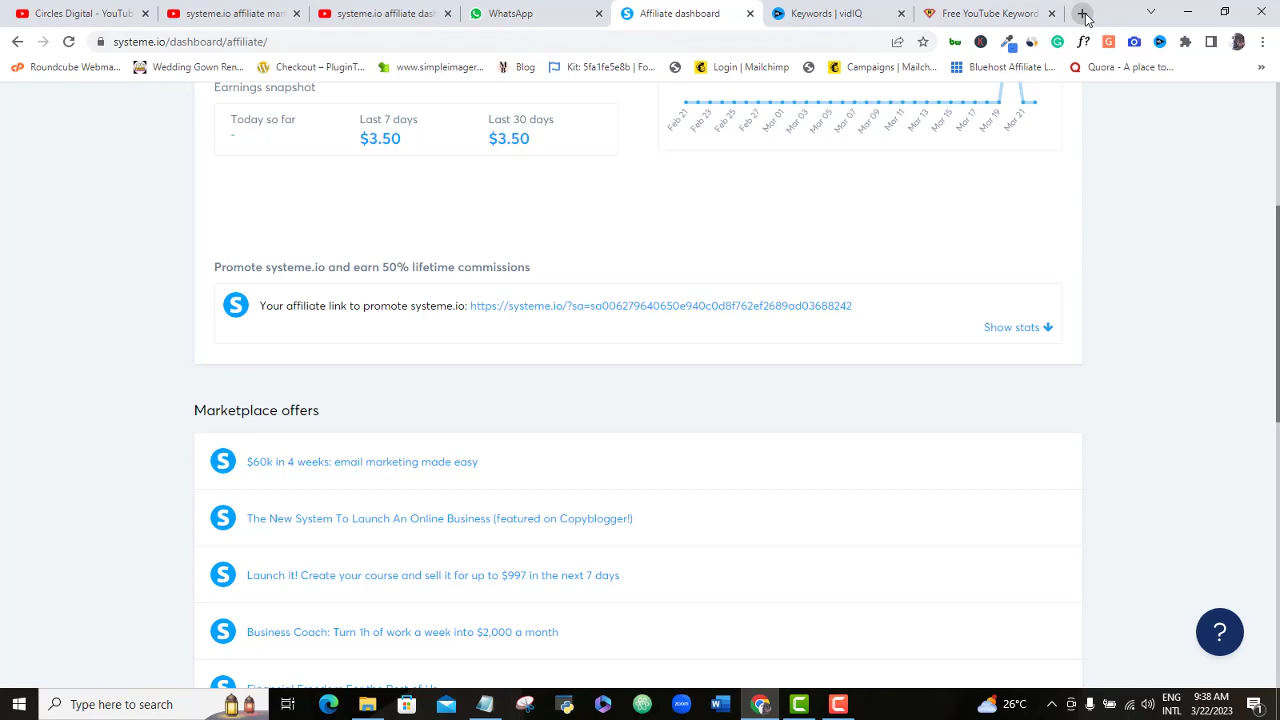 Circles Dashboard - YouTube
systeme.io affiliate mar
systeme.io affiliate das
WhatsApp
Affiliate dashboard
Keywords | vidIQ
Free YouTube Keyword
systeme.io/dashboard/affiliate/
Roundcube Webma...
Wedding Gown Ren...
Checkout – PluginT...
www.simpleimager...
Blog
Kit: 5fa1fe5e8b | Fo...
Login | Mailchimp
Campaigns | Mailch...
Bluehost Affiliate L...
Quora - A place to...
»
Earnings snapshot
Today so far
Last 7 days
Last 30 days
-
$3.50
$3.50
Feb 21
Feb 23
Feb 25
Feb 27
Mar 01
Mar 03
Mar 05
Mar 07
Mar 09
Mar 11
Mar 13
Mar 15
Mar 17
Mar 19
Mar 21
Promote systeme.io and earn 50% lifetime commissions
Your affiliate link to promote systeme.io: https://systeme.io/?sa=sa006279640650e940c0d8f762ef2689ad03688242
Show stats
Marketplace offers
$60k in 4 weeks: email marketing made easy
The New System To Launch An Online Business (featured on Copyblogger!)
Launch it! Create your course and sell it for up to $997 in the next 7 days
Business Coach: Turn 1h of work a week into $2,000 a month
Financial Freedom For the Rest of Us
?
Type here to search
26°C
ENG
INTL
9:38 AM
3/22/2023